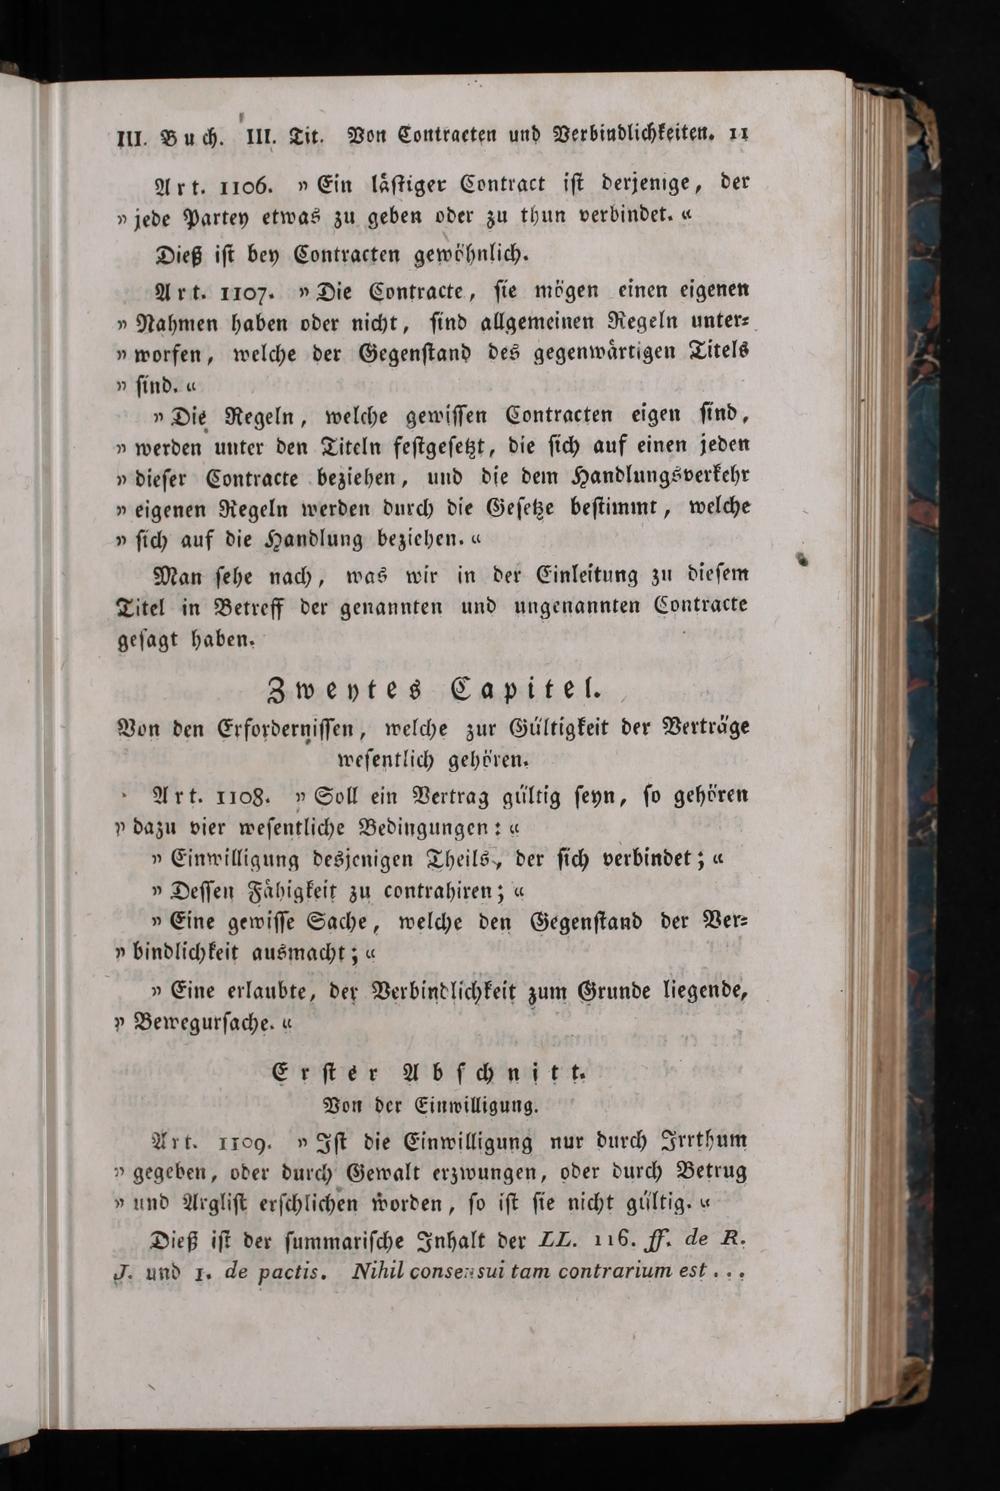 III. Buch. III. Tit. Von Contracten und Verbindlichkeiten. 11
Art. 1106. » Ein läſtiger Contract iſt derjenige, der
» jede Partey etwas zu geben oder zu thun verbindet. «
Dieß iſt bey Contracten gewöhnlich.
Art. 1107. » Die Contracte, ſie mögen einen eigenen
» Nahmen haben oder nicht, ſind allgemeinen Regeln unter⸗
» worfen, welche der Gegenſtand des gegenwärtigen Titels
» ſind. «
» Die Regeln, welche gewiſſen Contracten eigen ſind,
» werden unter den Titeln feſtgeſetzt, die ſich auf einen jeden
» dieſer Contracte beziehen, und die dem Handlungsverkehr
» eigenen Regeln werden durch die Geſetze beſtimmt, welche
» ſich auf die Handlung beziehen. «
Man ſehe nach, was wir in der Einleitung zu dieſem
Titel in Betreff der genannten und ungenannten Contracte
geſagt haben.
Zweytes Capitel.
Von den Erforderniſſen, welche zur Gültigkeit der Verträge
weſentlich gehören.
Art. 1108. » Soll ein Vertrag gültig ſeyn, ſo gehören
» dazu vier weſentliche Bedingungen: «
» Einwilligung desjenigen Theils, der ſich verbindet; «
» Deſſen Fähigkeit zu contrahiren; «
» Eine gewiſſe Sache, welche den Gegenſtand der Ver⸗
» bindlichkeit ausmacht; «
» Eine erlaubte, der Verbindlichkeit zum Grunde liegende,
» Bewegurſache. «
Erſter Abſchnitt.
Von der Einwilligung.
Art. 1109. » Iſt die Einwilligung nur durch Irrthum
» gegeben, oder durch Gewalt erzwungen, oder durch Betrug
» und Argliſt erſchlichen worden, ſo iſt ſie nicht gültig. «
Dieß iſt der ſummariſche Inhalt der LL. 116. ff. de R.
J. und 1. de pactis. Nihil consensui tam contrarium est...